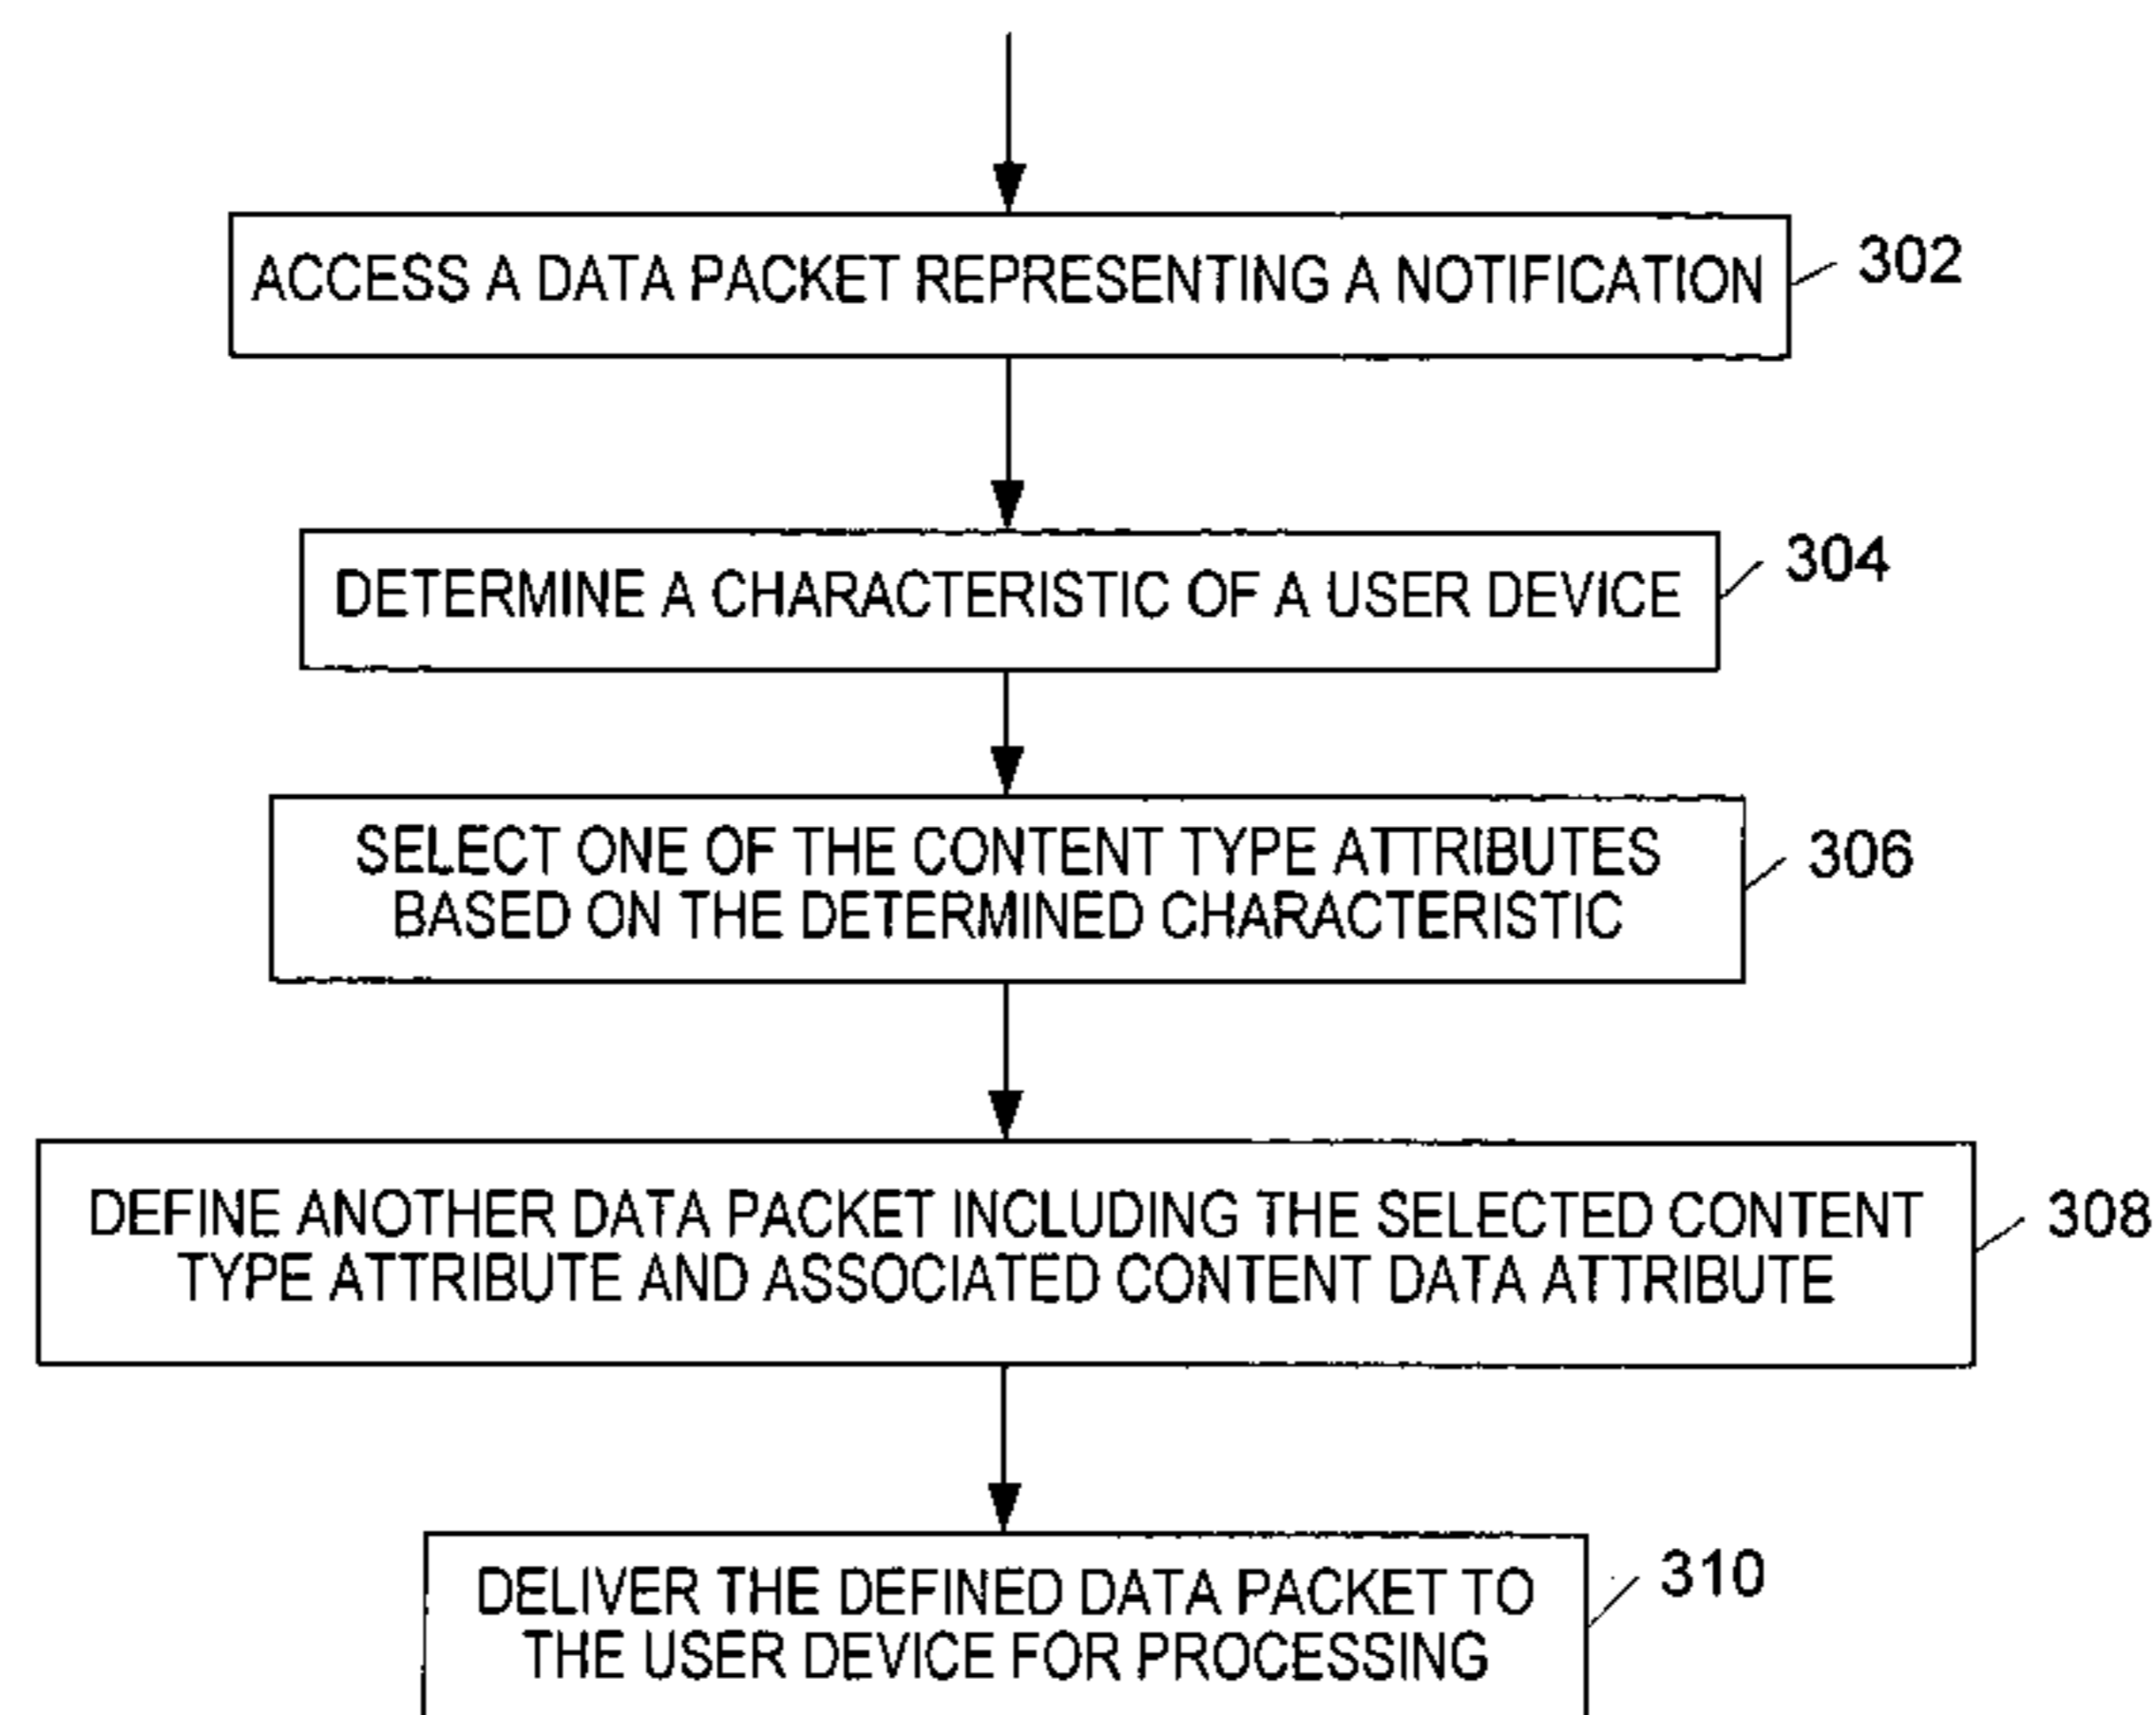 ACCESS A DATA PACKET REPRESENTING A NOTIFICATION
302
DETERMINE A CHARACTERISTIC OF A USER DEVICE
304
SELECT ONE OF THE CONTENT TYPE ATTRIBUTES
BASED ON THE DETERMINED CHARACTERISTIC
306
DEFINE ANOTHER DATA PACKET INCLUDING THE SELECTED CONTENT
TYPE ATTRIBUTE AND ASSOCIATED CONTENT DATA ATTRIBUTE
308
DELIVER THE DEFINED DATA PACKET TO
THE USER DEVICE FOR PROCESSING
310